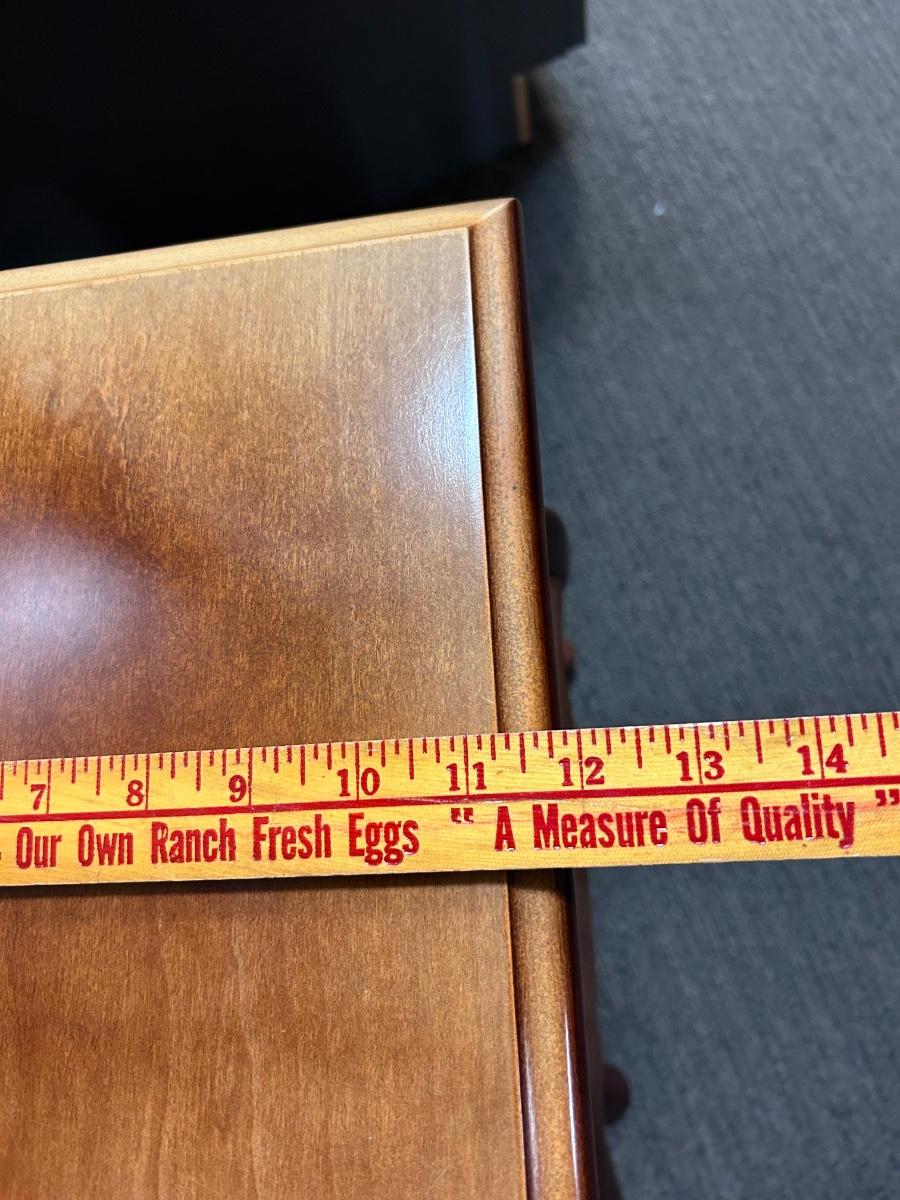 7 8 9 10 11 12 13 14
Our Own Ranch Fresh Eggs “ A Measure Of Quality ”